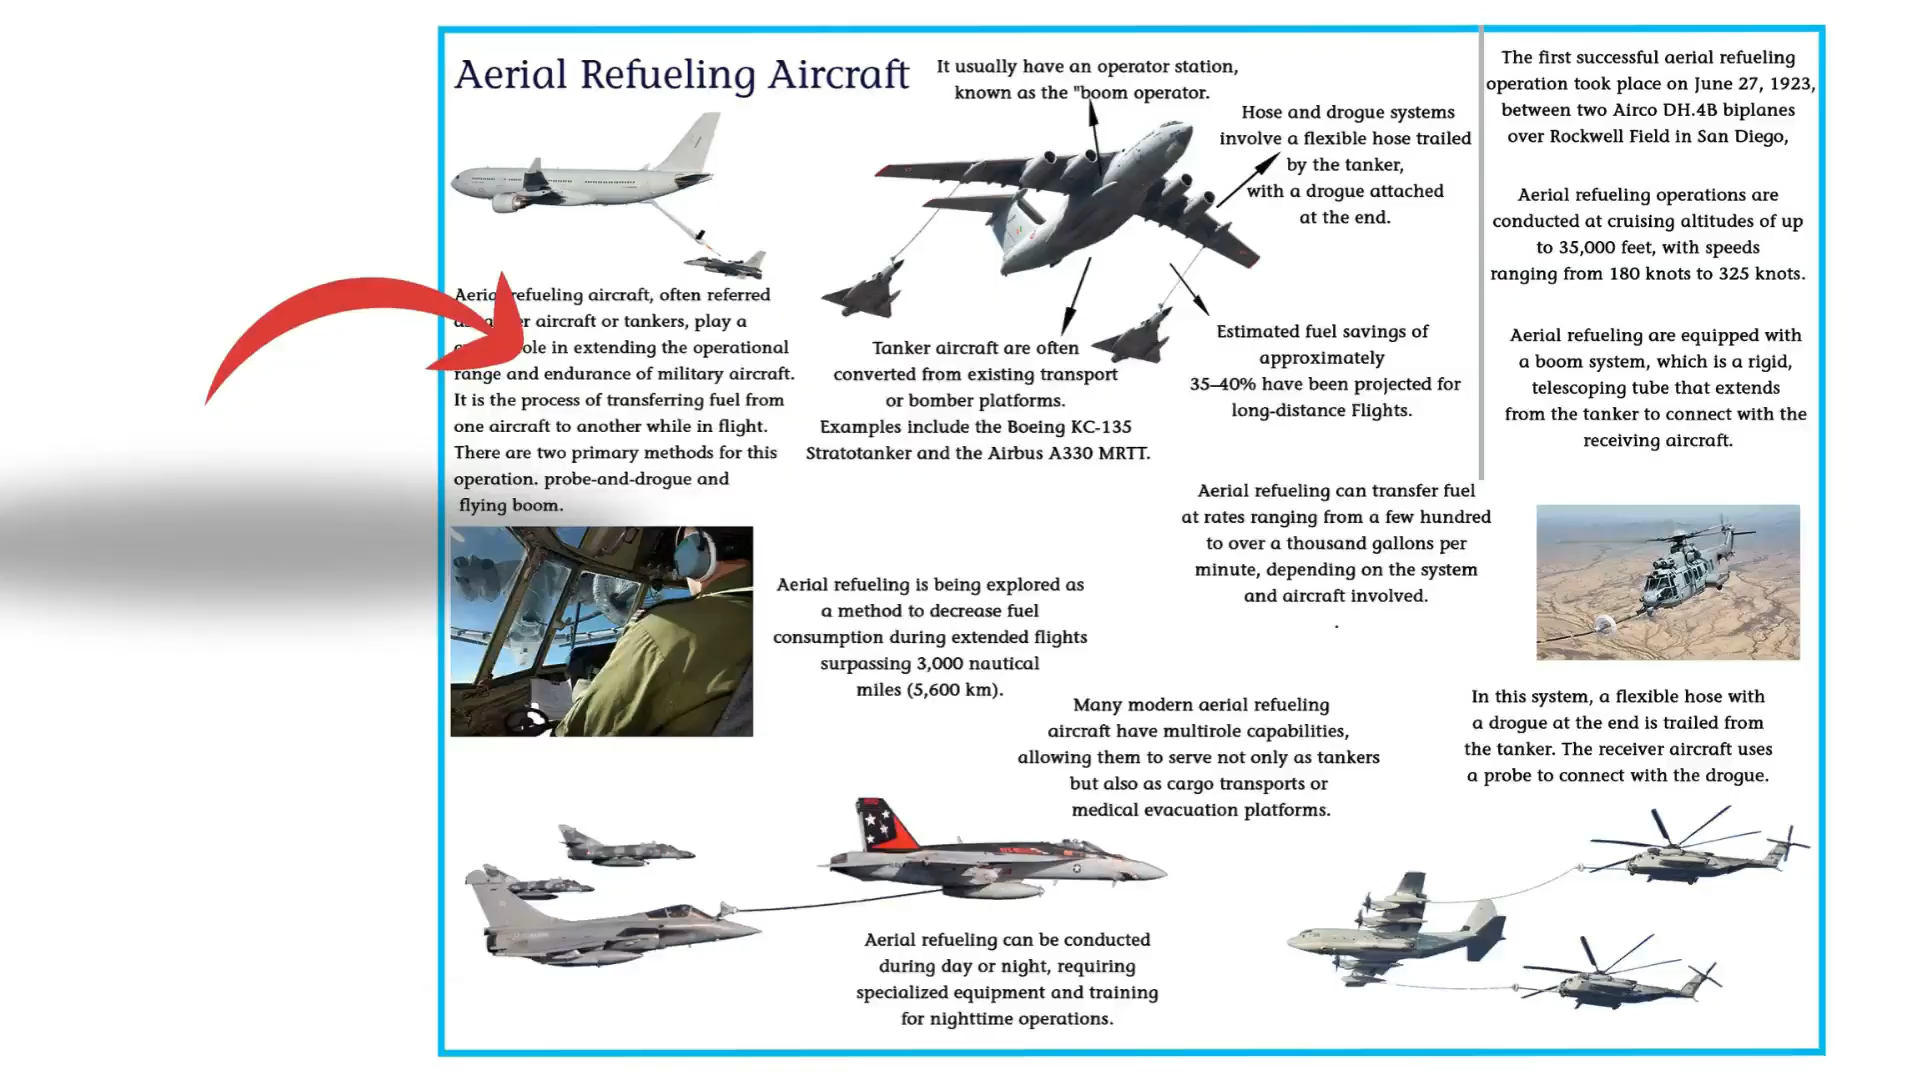 Aerial Refueling Aircraft
It usually have an operator station,
known as the "boom operator.
Hose and drogue systems
involve a flexible hose trailed
by the tanker,
with a drogue attached
at the end.
The first successful aerial refueling
operation took place on June 27, 1923,
between two Airco DH.4B biplanes
over Rockwell Field in San Diego,
Aerial refueling operations are
conducted at cruising altitudes of up
to 35,000 feet, with speeds
ranging from 180 knots to 325 knots.
Aerial refueling are equipped with
a boom system, which is a rigid,
telescoping tube that extends
from the tanker to connect with the
receiving aircraft.
refueling aircraft, often referred
aircraft or tankers, play a
in extending the operational
range and endurance of military aircraft.
It is the process of transferring fuel from
one aircraft to another while in flight.
There are two primary methods for this
operation. probe-and-drogue and
flying boom.
Tanker aircraft are often
converted from existing transport
or bomber platforms.
Examples include the Boeing KC-135
Stratotanker and the Airbus A330 MRTT.
Estimated fuel savings of
approximately
35–40% have been projected for
long-distance Flights.
Aerial refueling can transfer fuel
at rates ranging from a few hundred
to over a thousand gallons per
minute, depending on the system
and aircraft involved.
.
Aerial refueling is being explored as
a method to decrease fuel
consumption during extended flights
surpassing 3,000 nautical
miles (5,600 km).
Many modern aerial refueling
aircraft have multirole capabilities,
allowing them to serve not only as tankers
but also as cargo transports or
medical evacuation platforms.
In this system, a flexible hose with
a drogue at the end is trailed from
the tanker. The receiver aircraft uses
a probe to connect with the drogue.
Aerial refueling can be conducted
during day or night, requiring
specialized equipment and training
for nighttime operations.